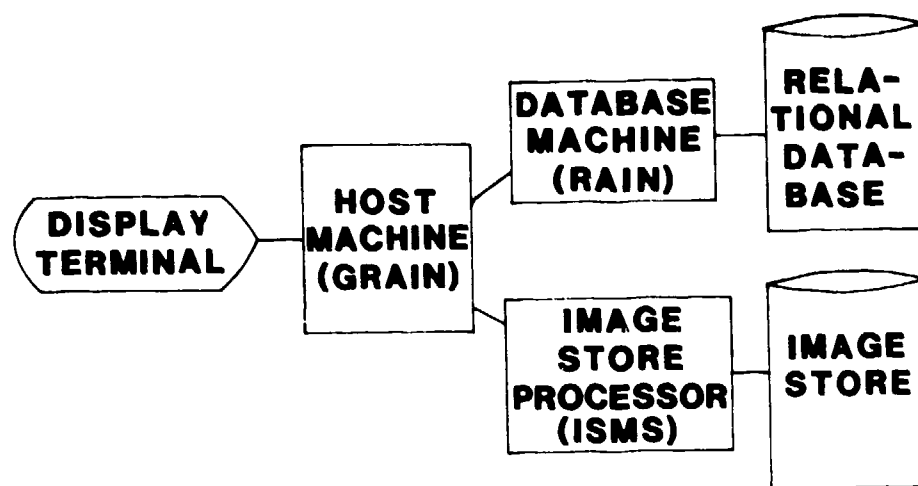 DISPLAY
TERMINAL
HOST
MACHINE
(GRAIN)
DATABASE
MACHINE
(RAIN)
RELA-
TIONAL
DATA-
BASE
IMAGE
STORE
PROCESSOR
(ISMS)
IMAGE
STORE